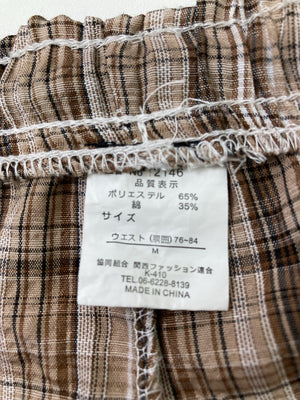 No 12146
品質表示
ポリエステル 65%
綿 35%
サイズ
ウエスト (胴囲) 76-84
M
協同組合 関西ファッション連合
K-410
TEL.06-6228-8139
MADE IN CHINA